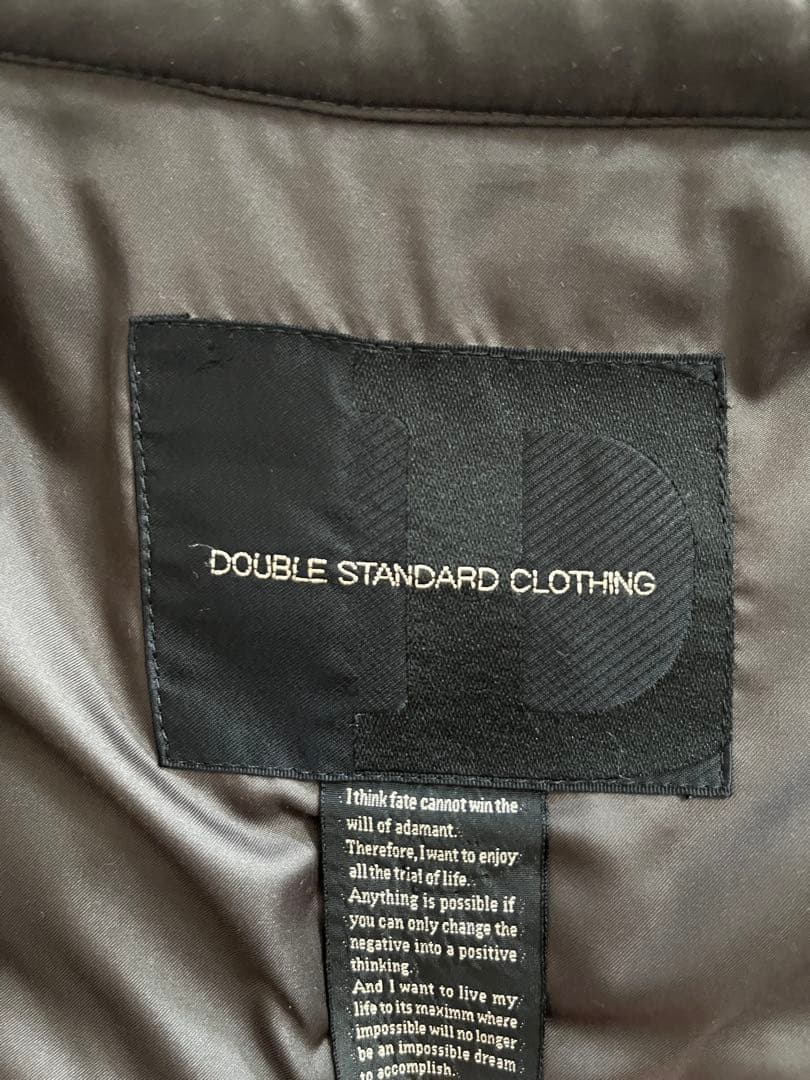 DOUBLE STANDARD CLOTHING
I think fate cannot win the
will of adamant.
Therefore, I want to enjoy
all the trial of life.
Anything is possible if
you can only change the
negative into a positive
thinking.
And I want to live my
life to its maximm where
impossible will no longer
be an impossible dream
to accomplish.